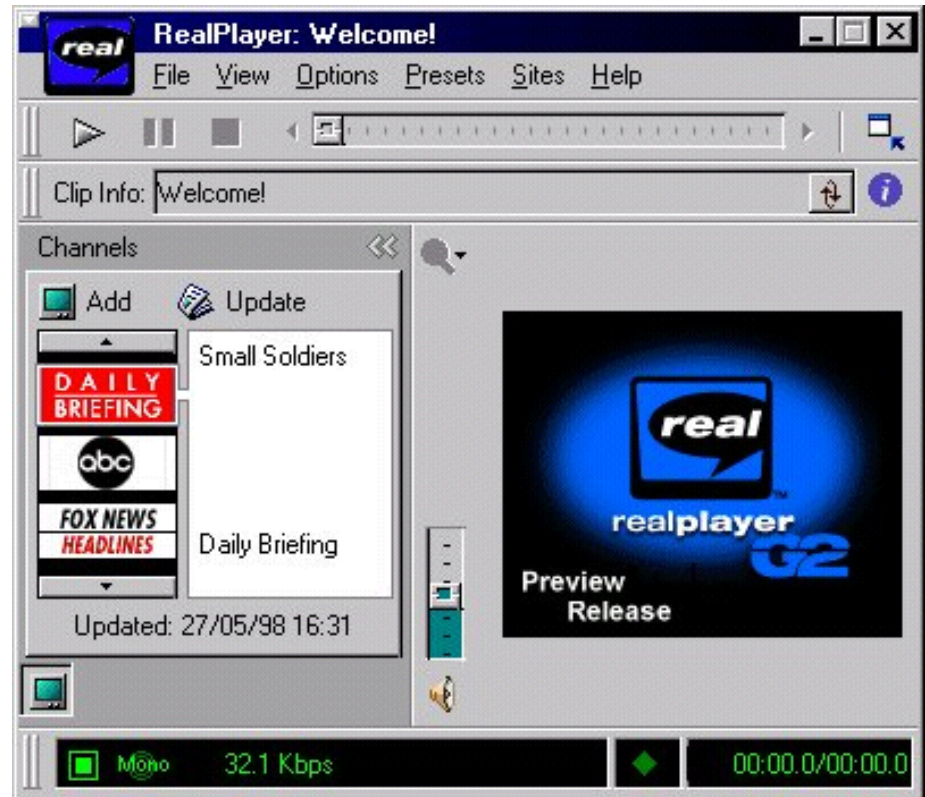 real
RealPlayer: Welcome!
File View Options Presets Sites Help
Clip Info: Welcome!
i
Channels
Add Update
Small Soldiers
DAILY
BRIEFING
abc
FOX NEWS
HEADLINES
Daily Briefing
Updated: 27/05/98 16:31
real
TM
realplayer
G2
Preview
Release
Mono 32.1 Kbps 00:00.0/00:00.0